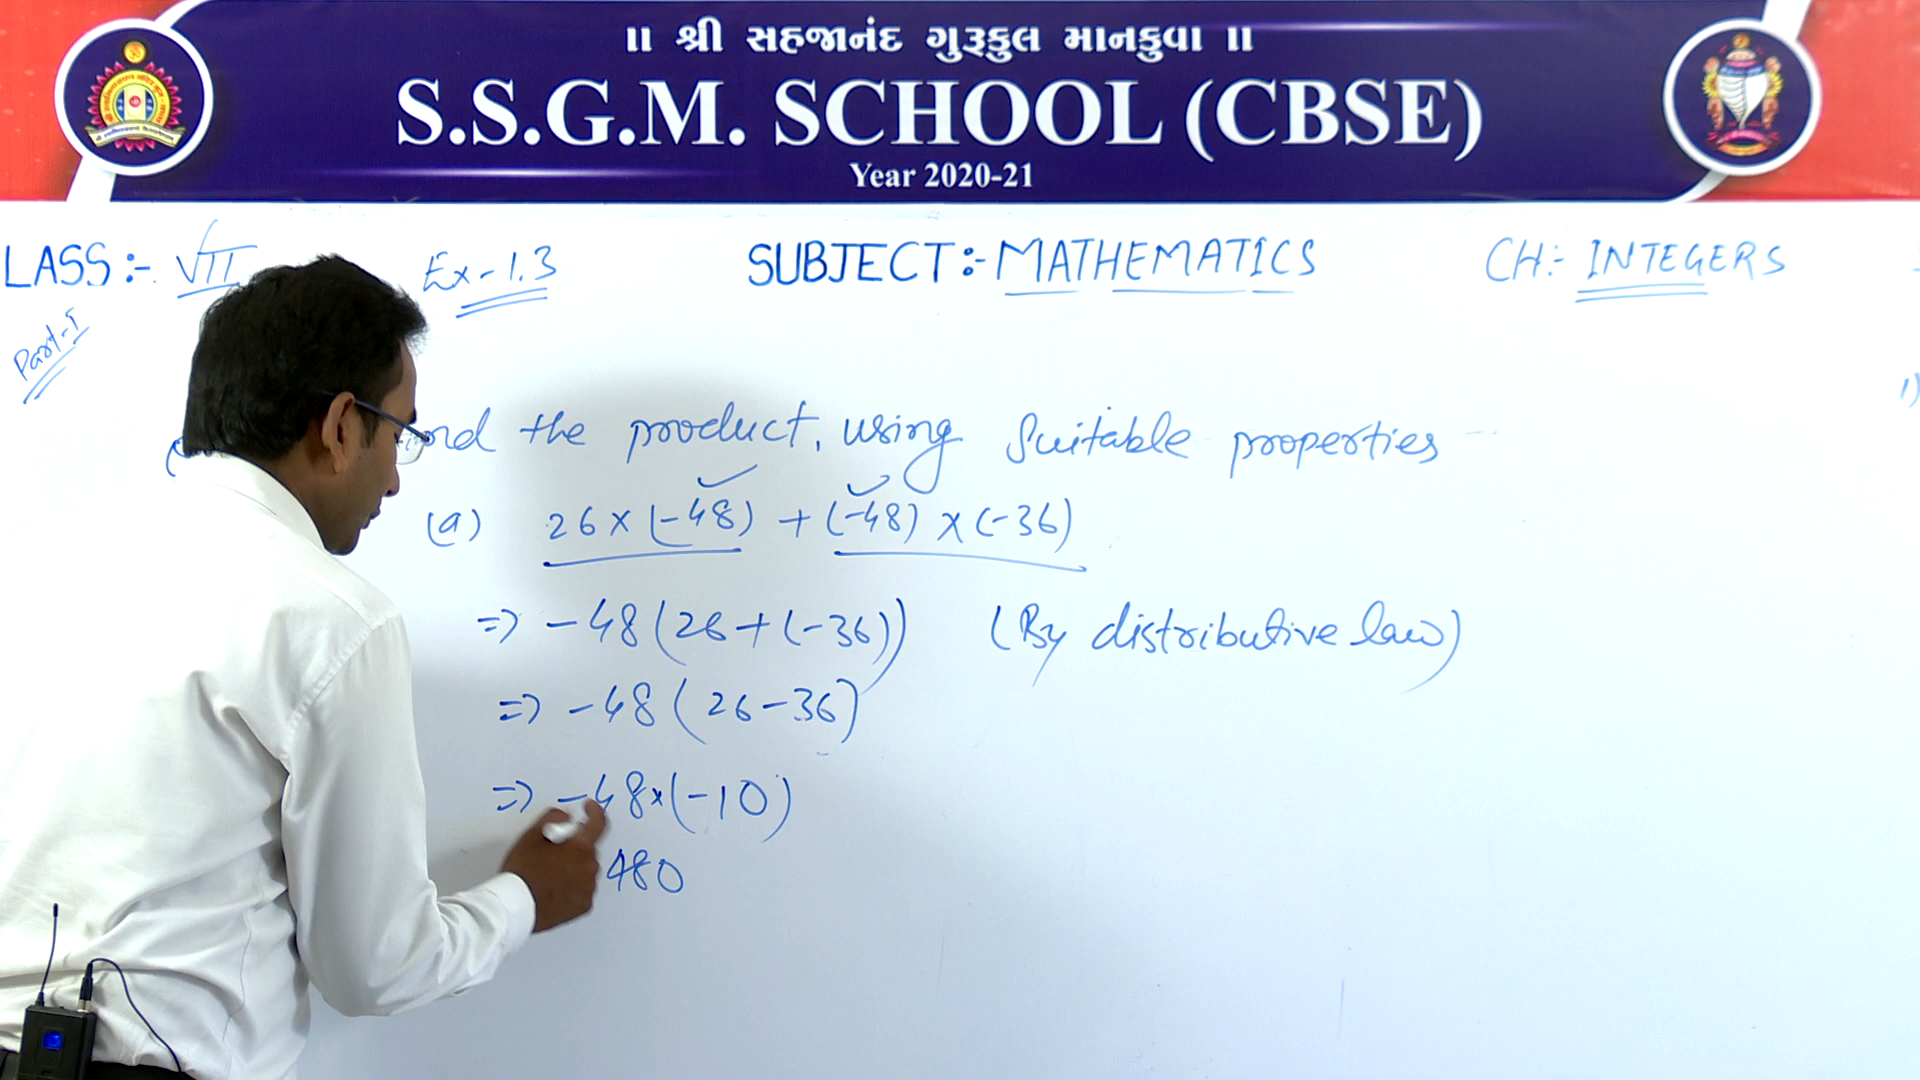 ॥ શ્રી સહજાનંદ ગુરૂકુલ માનકુવા ॥
S.S.G.M. SCHOOL (CBSE)
Year 2020-21
LASS :- VII
Ex-1.3
SUBJECT :- MATHEMATICS
CH:- INTEGERS
Part-I
1)
nd the product, using Suitable properties
(a) 26 × (-48) + (-48) × (-36)
=> -48 (26 + (-36)) (By distributive law)
=> -48 (26 - 36)
=> -48 × (-10)
480